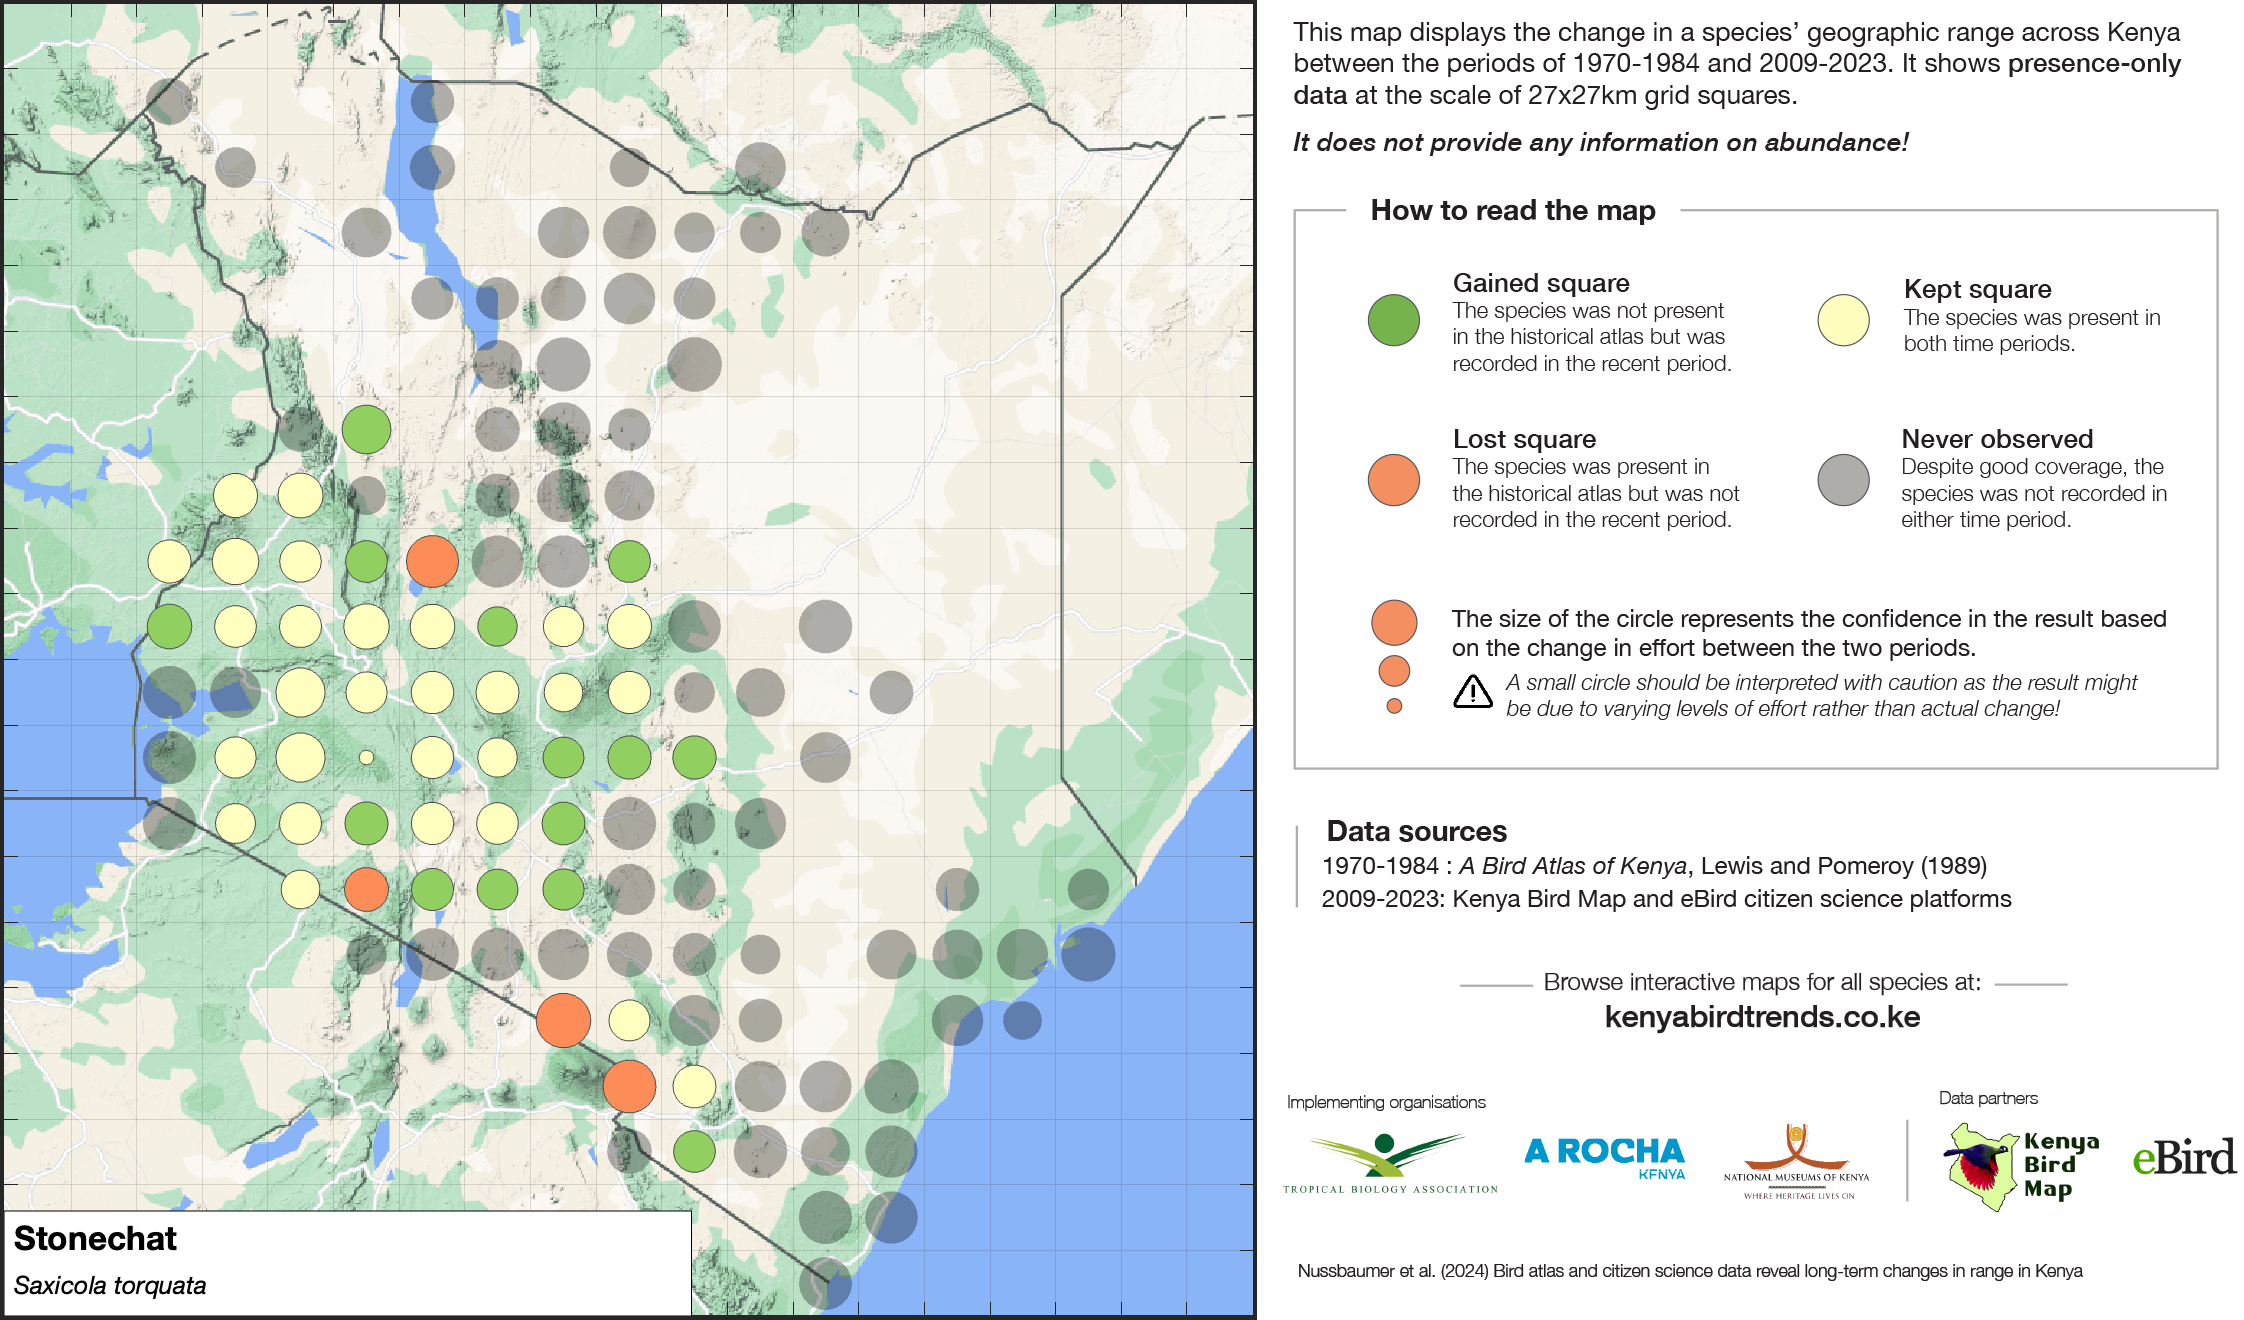 This map displays the change in a species’ geographic range across Kenya
between the periods of 1970-1984 and 2009-2023. It shows presence-only
data at the scale of 27x27km grid squares.
It does not provide any information on abundance!
How to read the map
Gained square
The species was not present
in the historical atlas but was
recorded in the recent period.
Kept square
The species was present in
both time periods.
Lost square
The species was present in
the historical atlas but was not
recorded in the recent period.
Never observed
Despite good coverage, the
species was not recorded in
either time period.
The size of the circle represents the confidence in the result based
on the change in effort between the two periods.
A small circle should be interpreted with caution as the result might
be due to varying levels of effort rather than actual change!
Data sources
1970-1984 : A Bird Atlas of Kenya, Lewis and Pomeroy (1989)
2009-2023: Kenya Bird Map and eBird citizen science platforms
Browse interactive maps for all species at:
kenyabirdtrends.co.ke
Implementing organisations
Data partners
TROPICAL BIOLOGY ASSOCIATION
A ROCHA
KENYA
NATIONAL MUSEUMS OF KENYA
WHERE HERITAGE LIVES ON
Kenya
Bird
Map
eBird
Nussbaumer et al. (2024) Bird atlas and citizen science data reveal long-term changes in range in Kenya
Stonechat
Saxicola torquata